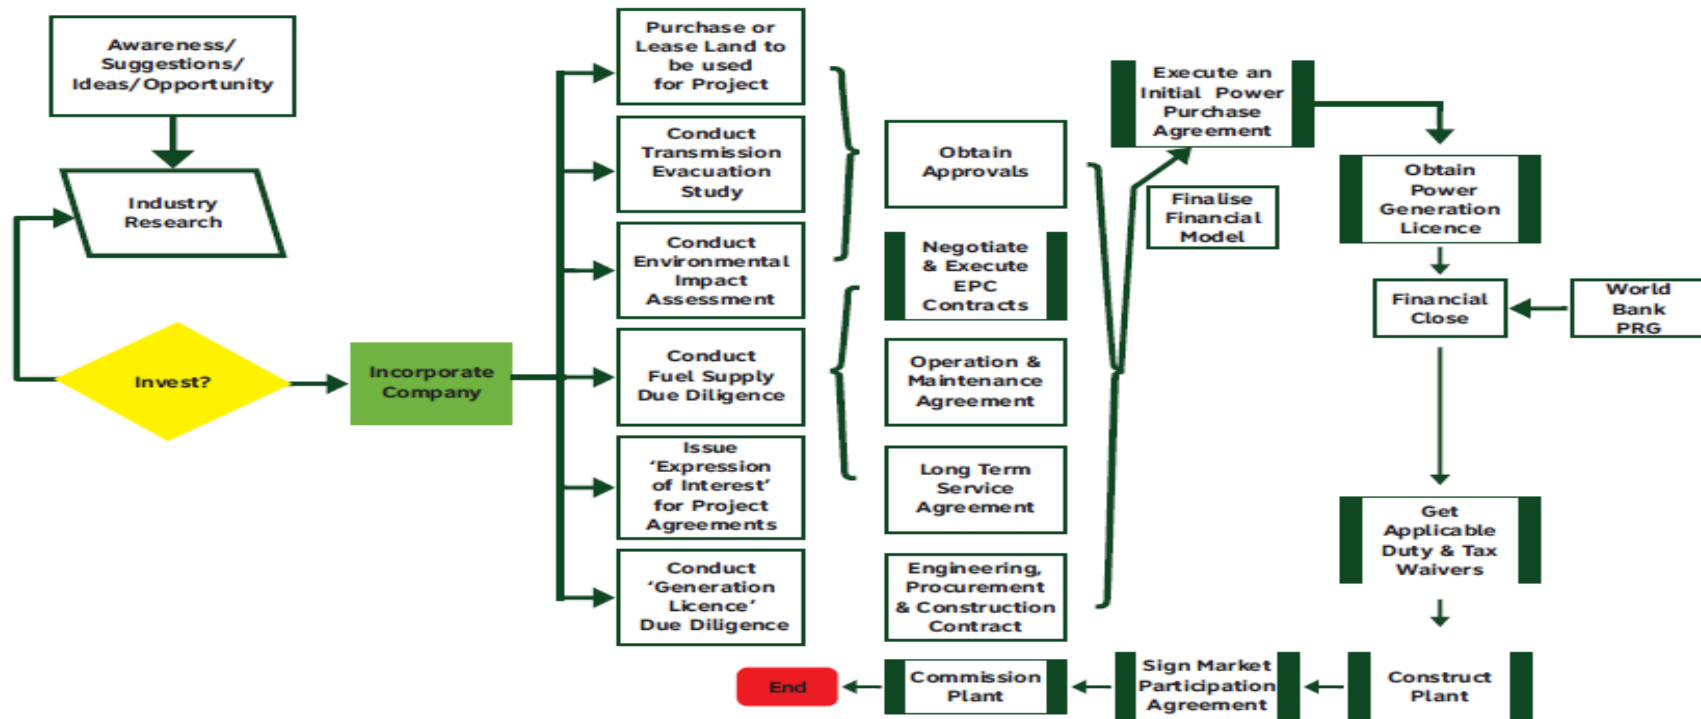 Awareness/
Suggestions/
Ideas/Opportunity
Industry
Research
Invest?
Incorporate
Company
Purchase or
Lease Land to
be used
for Project
Conduct
Transmission
Evacuation
Study
Conduct
Environmental
Impact
Assessment
Conduct
Fuel Supply
Due Diligence
Issue
‘Expression
of Interest’
for Project
Agreements
Conduct
‘Generation
Licence’
Due Diligence
Obtain
Approvals
Negotiate
& Execute
EPC
Contracts
Operation &
Maintenance
Agreement
Long Term
Service
Agreement
Engineering,
Procurement
& Construction
Contract
Execute an
Initial Power
Purchase
Agreement
Finalise
Financial
Model
Obtain
Power
Generation
Licence
Financial
Close
World
Bank
PRG
Get
Applicable
Duty & Tax
Waivers
Construct
Plant
Sign Market
Participation
Agreement
Commission
Plant
End